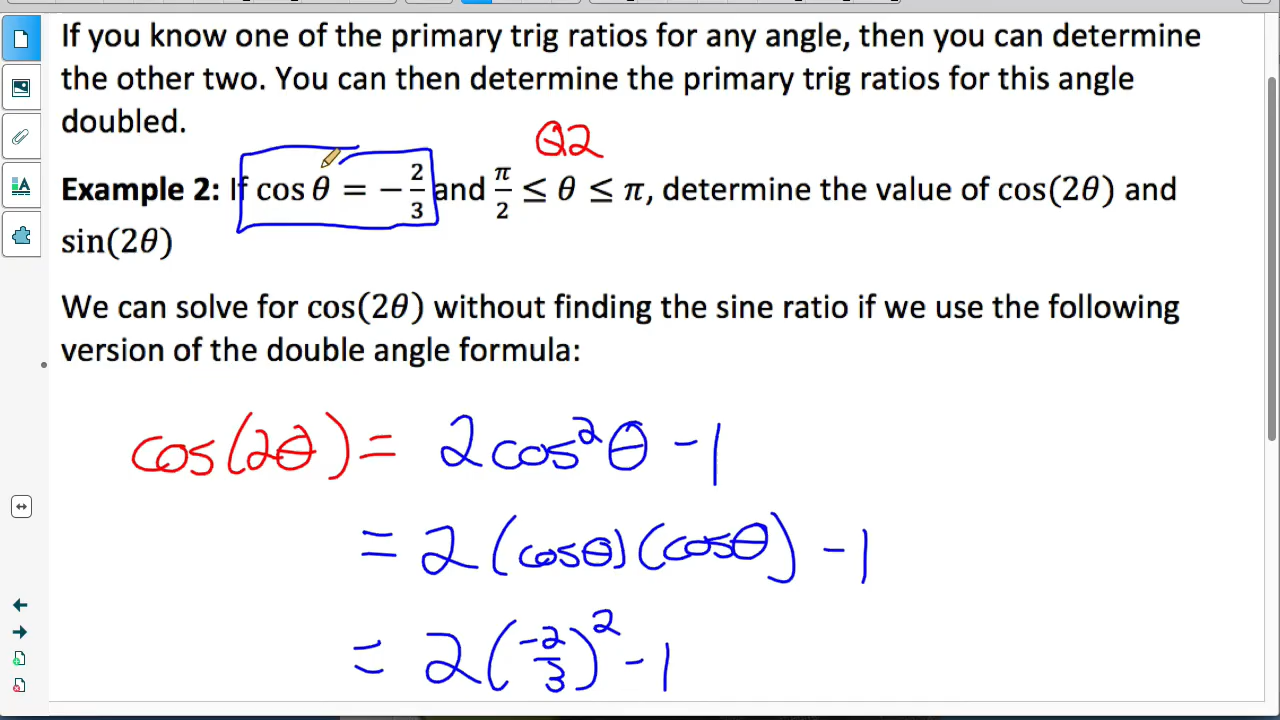 If you know one of the primary trig ratios for any angle, then you can determine
the other two. You can then determine the primary trig ratios for this angle
doubled.
Q2
Example 2: If cos θ = −2/3 and π/2 ≤ θ ≤ π, determine the value of cos(2θ) and
sin(2θ)
We can solve for cos(2θ) without finding the sine ratio if we use the following
version of the double angle formula:
cos(2θ) = 2cos²θ −1
= 2(cosθ)(cosθ) −1
= 2(−2/3)² −1